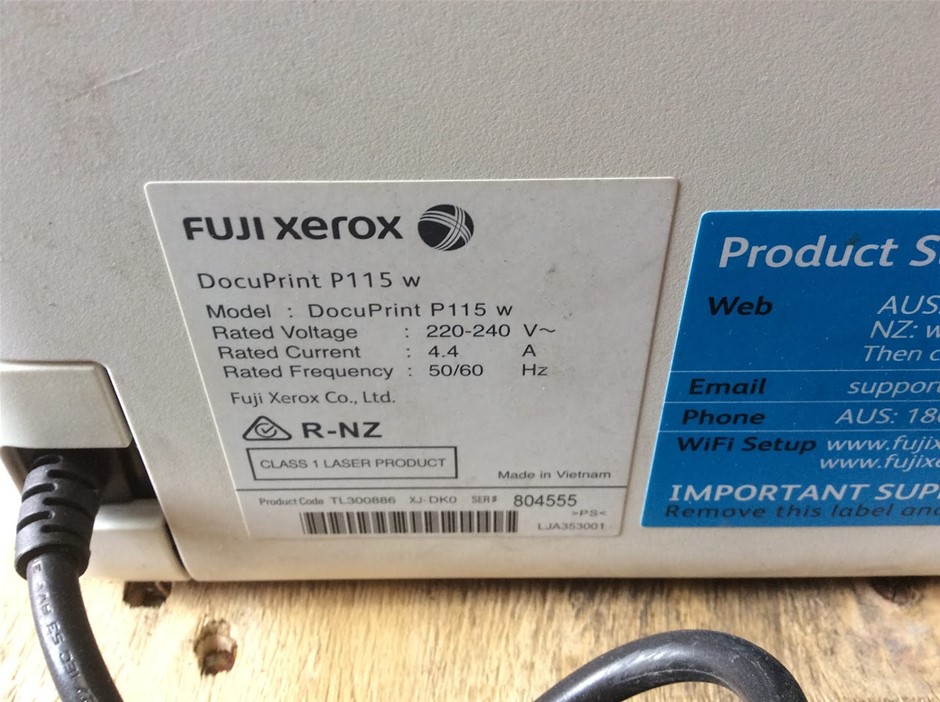 FUJI xerox
DocuPrint P115 w
Model : DocuPrint P115 w
Rated Voltage : 220-240 V~
Rated Current : 4.4 A
Rated Frequency : 50/60 Hz
Fuji Xerox Co., Ltd.
R-NZ
CLASS 1 LASER PRODUCT
Made in Vietnam
Product Code TL300886 XJ-DK0 SER# 804555
>PS<
LJA353001
Product S
Web AUS:
NZ: w
Then c
Email suppor
Phone AUS: 180
WiFi Setup www.fujix
www.fujixe
IMPORTANT SUP
Remove this label and